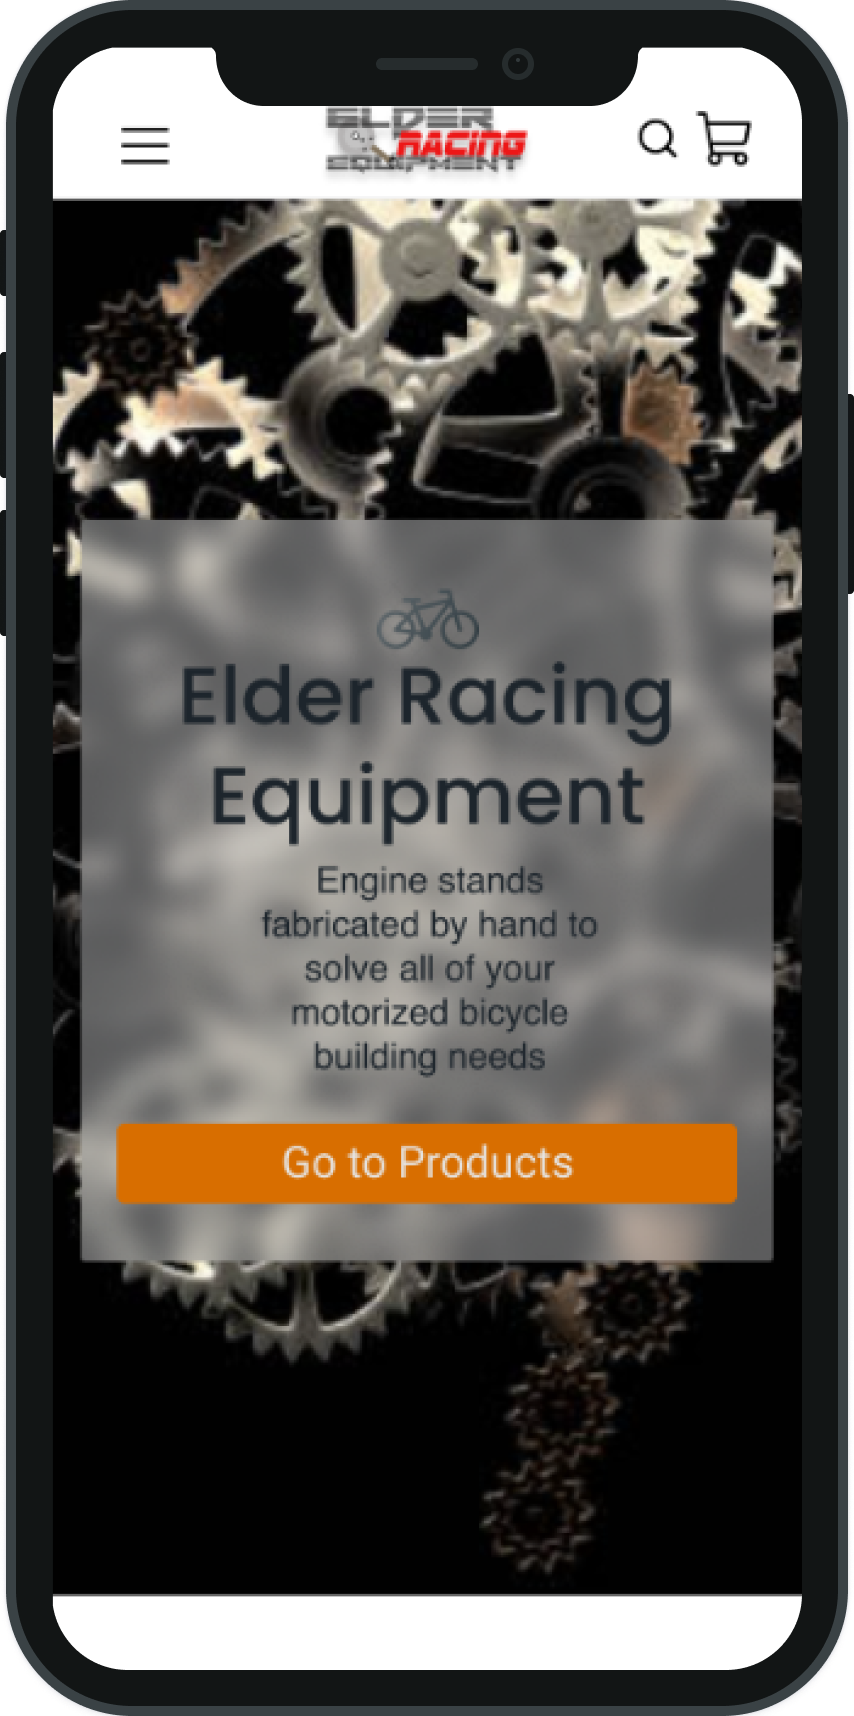 ELDER
RACING
EQUIPMENT
Elder Racing
Equipment
Engine stands
fabricated by hand to
solve all of your
motorized bicycle
building needs
Go to Products